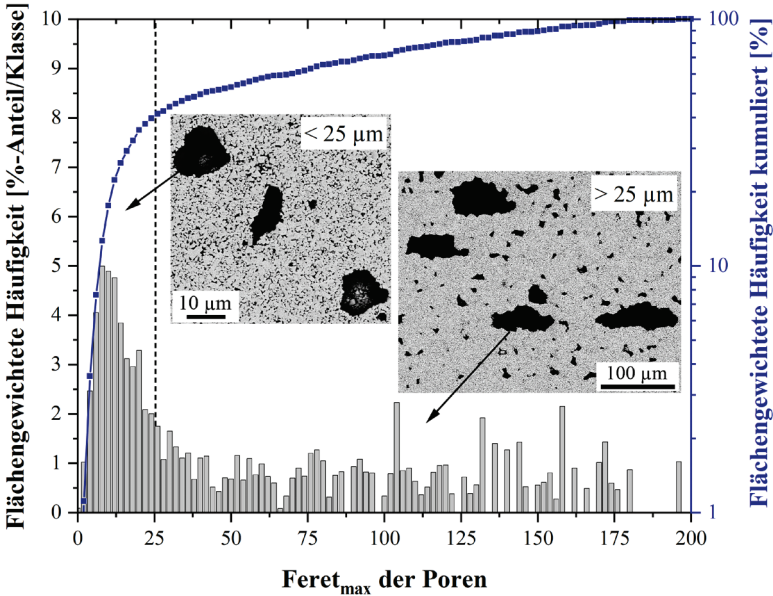 Flächengewichtete Häufigkeit [%-Anteil/Klasse]
10
9
8
7
6
5
4
3
2
1
0
< 25 µm
10 µm
> 25 µm
100 µm
100
10
1
Flächengewichtete Häufigkeit kumuliert [%]
0 25 50 75 100 125 150 175 200
Feretmax der Poren